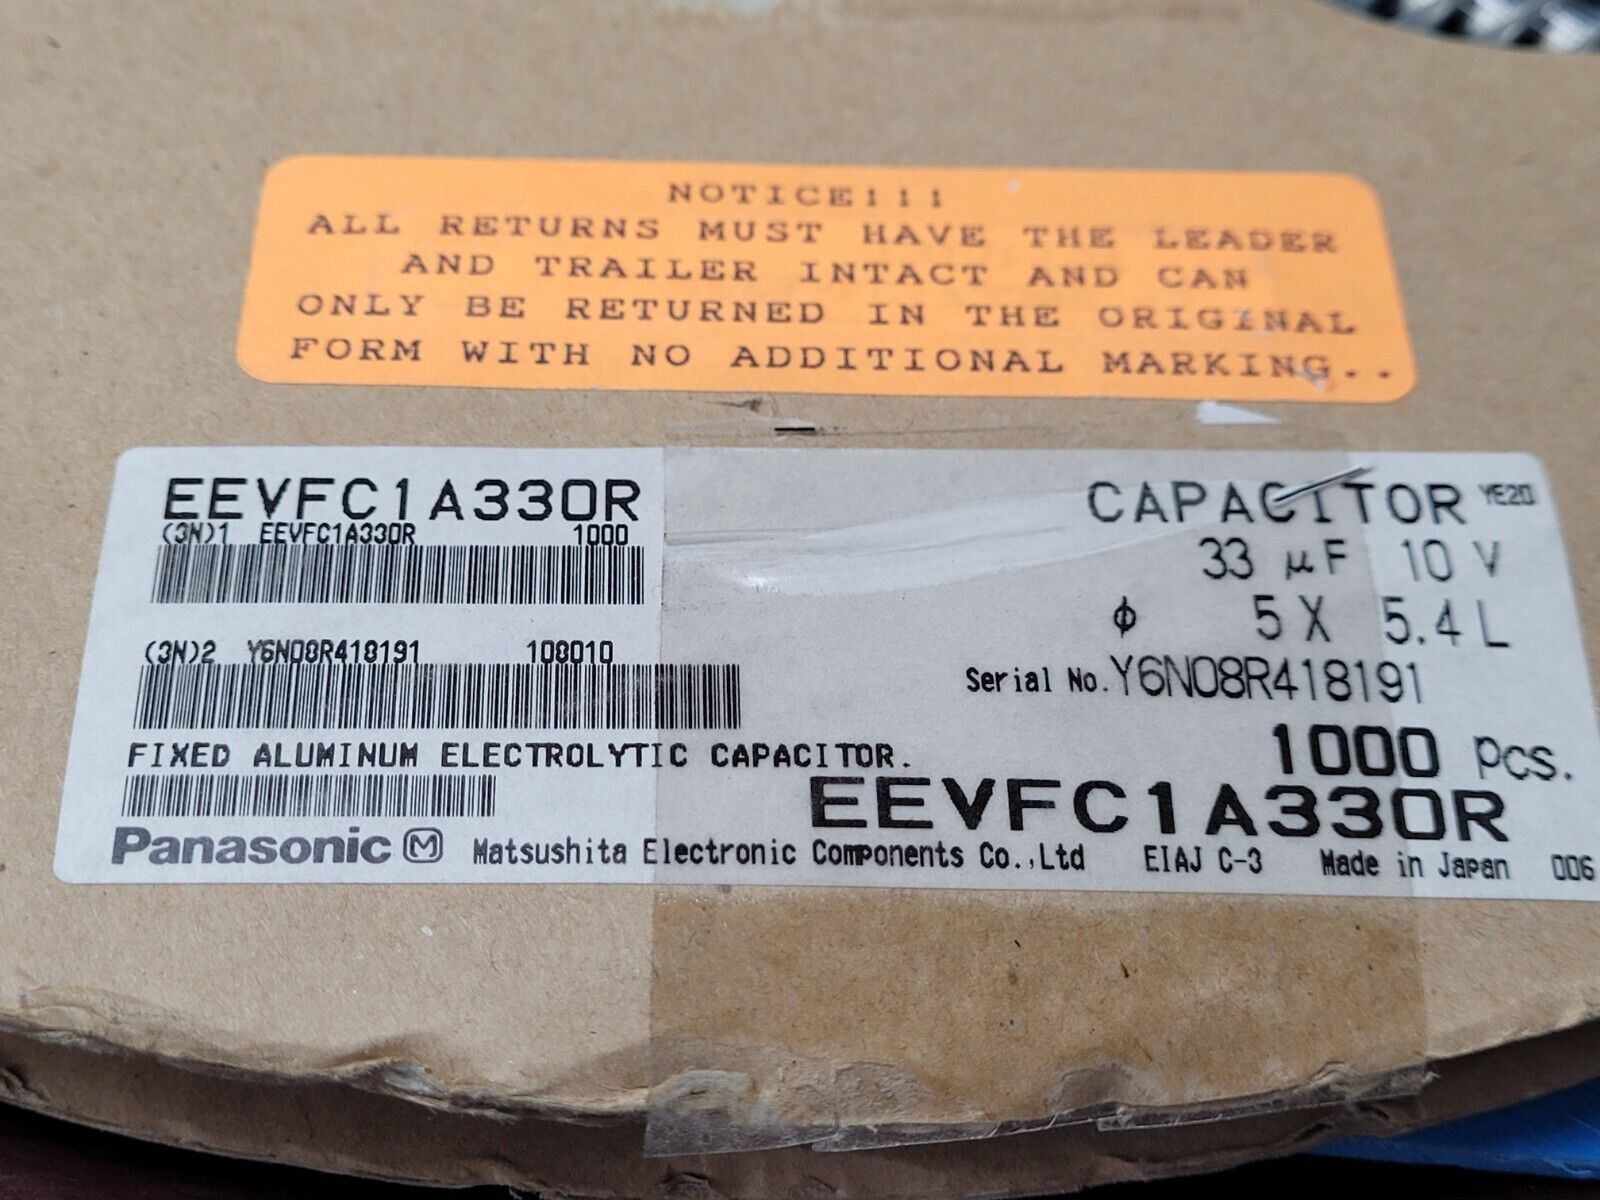 NOTICE!!!
ALL RETURNS MUST HAVE THE LEADER
AND TRAILER INTACT AND CAN
ONLY BE RETURNED IN THE ORIGINAL
FORM WITH NO ADDITIONAL MARKING..
EEVFC1A330R
(3N)1 EEVFC1A330R 1000
(3N)2 Y6N08R418191 108010
FIXED ALUMINUM ELECTROLYTIC CAPACITOR.
CAPACITOR YE20
33 μF 10 V
ϕ 5 X 5.4 L
Serial No. Y6N08R418191
1000 pcs.
EEVFC1A330R
Panasonic M Matsushita Electronic Components Co.,Ltd EIAJ C-3 Made in Japan 006